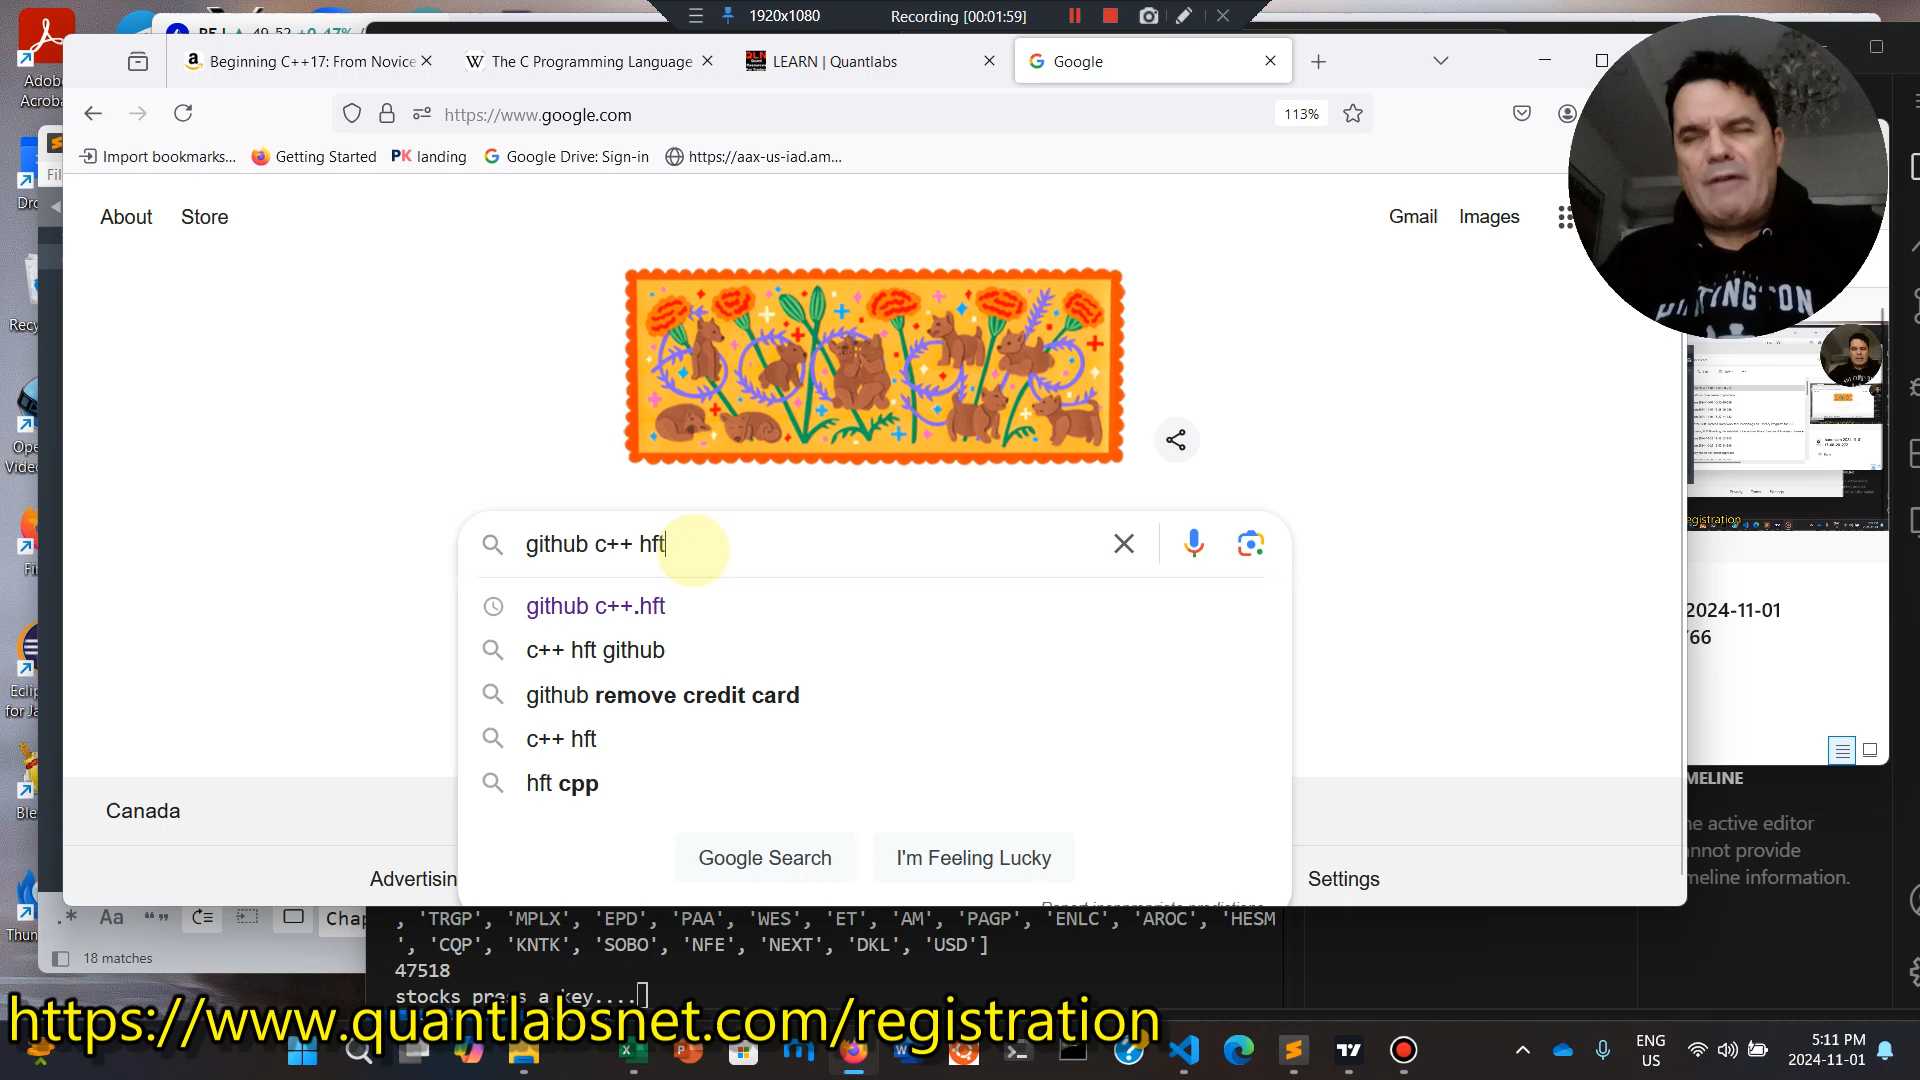 1920x1080
Recording [00:01:59]
Beginning C++17: From Novice
The C Programming Language
LEARN | Quantlabs
Google
https://www.google.com
113%
Import bookmarks...
Getting Started
PK landing
Google Drive: Sign-in
https://aax-us-iad.am...
About
Store
Gmail
Images
github c++ hft
github c++.hft
c++ hft github
github remove credit card
c++ hft
hft cpp
Google Search
I'm Feeling Lucky
Canada
Settings
2024-11-01
, 'TRGP', 'MPLX', 'EPD', 'PAA', 'WES', 'ET', 'AM', 'PAGP', 'ENLC', 'AROC', 'HESM
', 'CQP', 'KNTK', 'SOBO', 'NFE', 'NEXT', 'DKL', 'USD']
47518
stocks press a key....
18 matches
https://www.quantlabsnet.com/registration
ENG
US
5:11 PM
2024-11-01